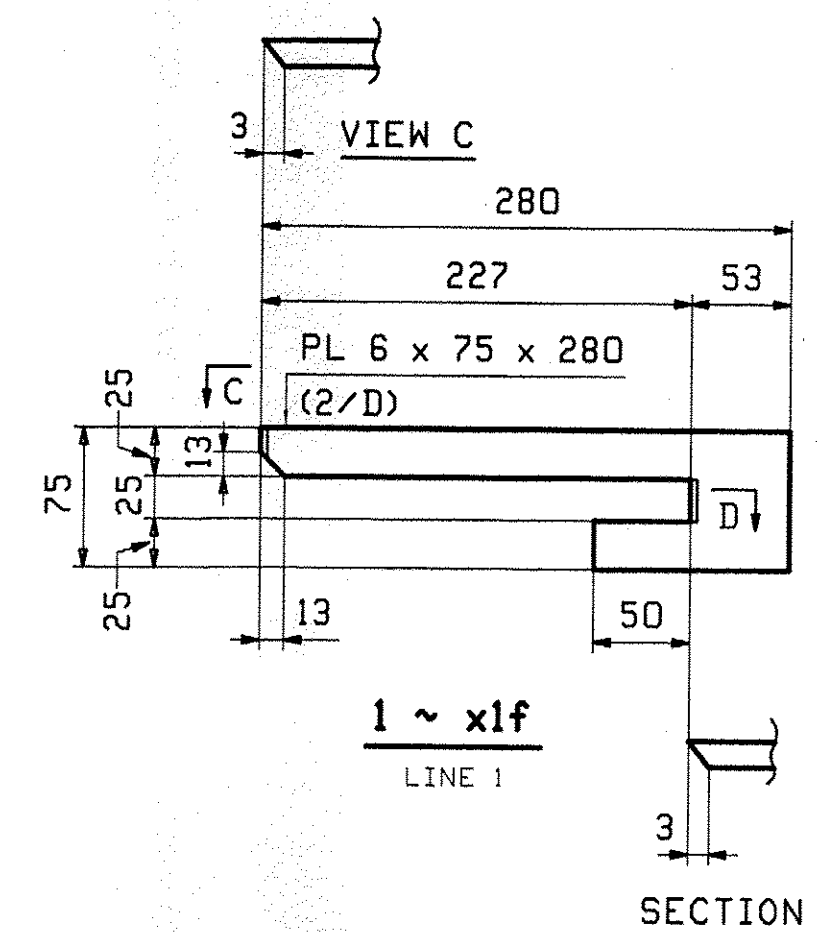 3
VIEW C
280
227 53
PL 6 x 75 x 280
(2/D)
C
25
13
75
25
D
25
13
50
1 ~ x1f
LINE 1
3
SECTION